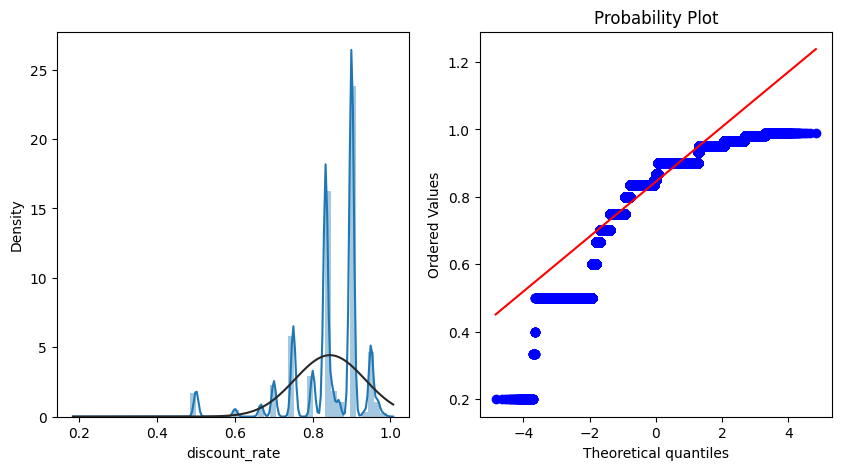 Density
25
20
15
10
5
0
0.2 0.4 0.6 0.8 1.0
discount_rate
Probability Plot
Ordered Values
1.2
1.0
0.8
0.6
0.4
0.2
−4 −2 0 2 4
Theoretical quantiles